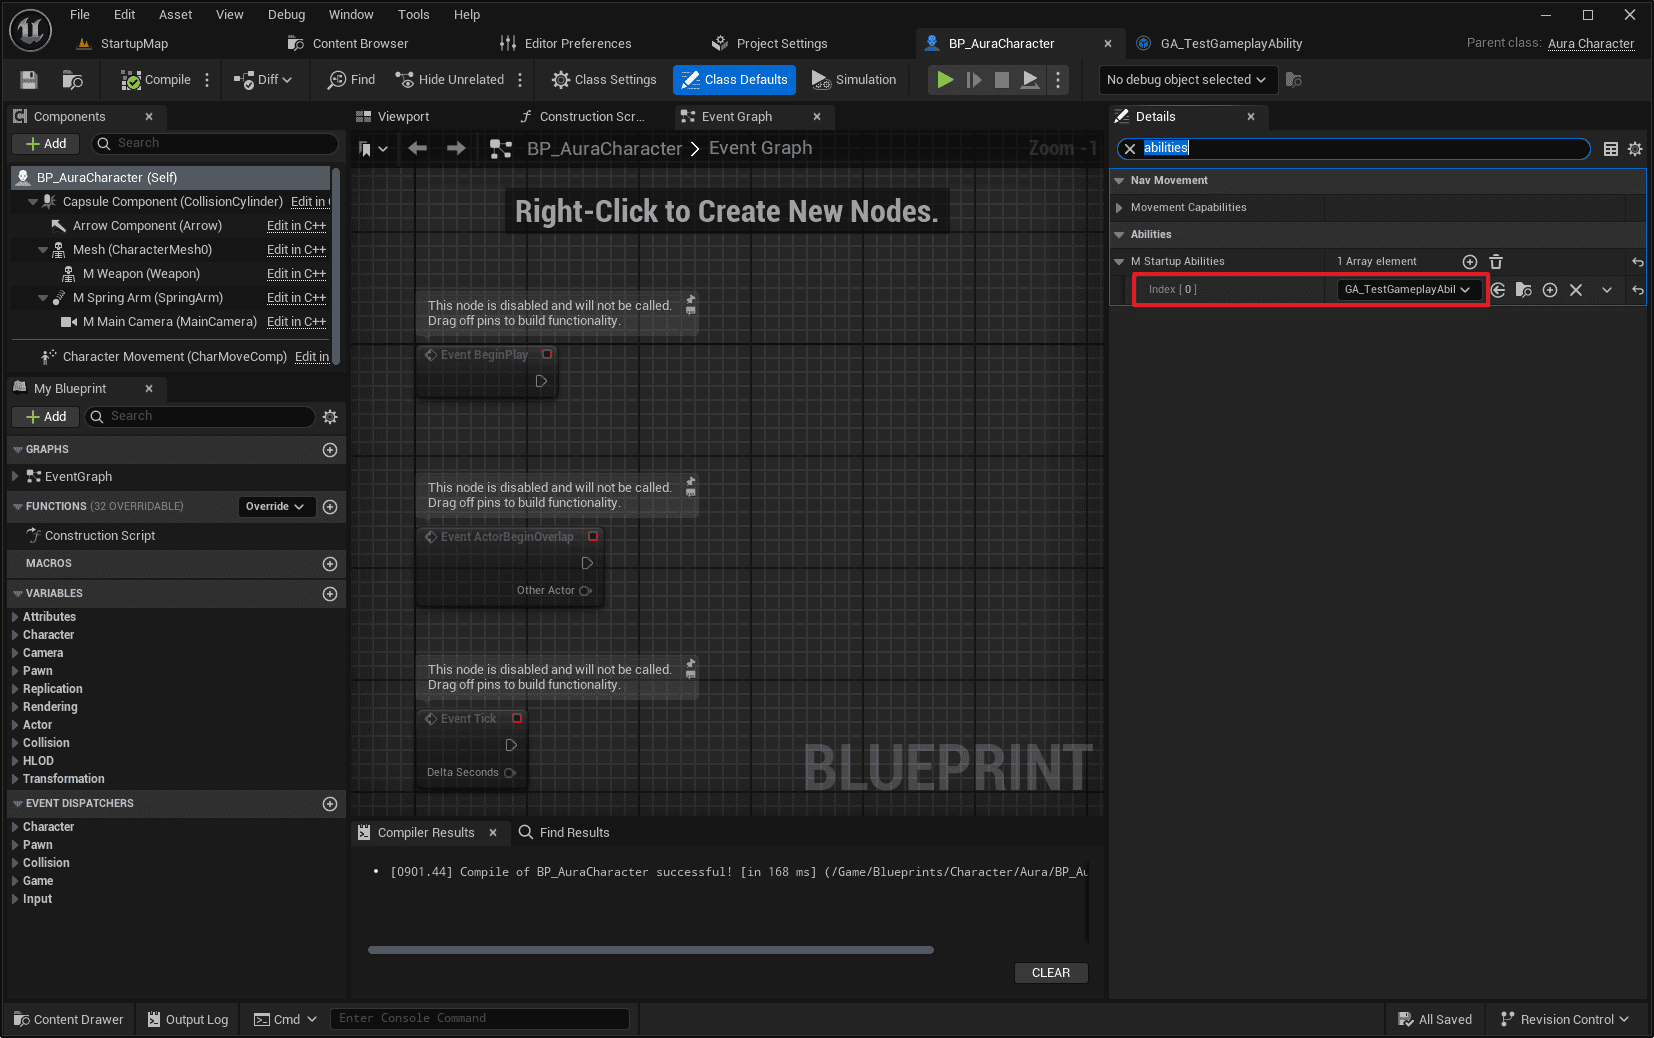 File Edit Asset View Debug Window Tools Help
StartupMap Content Browser Editor Preferences Project Settings BP_AuraCharacter GA_TestGameplayAbility Parent class: Aura Character
Compile Diff Find Hide Unrelated Class Settings Class Defaults Simulation No debug object selected
Components
Add Search
BP_AuraCharacter (Self)
Capsule Component (CollisionCylinder) Edit in
Arrow Component (Arrow) Edit in C++
Mesh (CharacterMesh0) Edit in C++
M Weapon (Weapon) Edit in C++
M Spring Arm (SpringArm) Edit in C++
M Main Camera (MainCamera) Edit in C++
Character Movement (CharMoveComp) Edit in
My Blueprint
Add Search
GRAPHS
EventGraph
FUNCTIONS (32 OVERRIDABLE) Override
Construction Script
MACROS
VARIABLES
Attributes
Character
Camera
Pawn
Replication
Rendering
Actor
Collision
HLOD
Transformation
EVENT DISPATCHERS
Character
Pawn
Collision
Game
Input
Viewport Construction Scr... Event Graph
BP_AuraCharacter > Event Graph Zoom -1
Right-Click to Create New Nodes.
This node is disabled and will not be called.
Drag off pins to build functionality.
Event BeginPlay
This node is disabled and will not be called.
Drag off pins to build functionality.
Event ActorBeginOverlap
Other Actor
This node is disabled and will not be called.
Drag off pins to build functionality.
Event Tick
Delta Seconds
BLUEPRINT
Compiler Results Find Results
• [0901.44] Compile of BP_AuraCharacter successful! [in 168 ms] (/Game/Blueprints/Character/Aura/BP_Au
CLEAR
Details
abilities
Nav Movement
Movement Capabilities
Abilities
M Startup Abilities 1 Array element
Index [ 0 ] GA_TestGameplayAbil
Content Drawer Output Log Cmd Enter Console Command All Saved Revision Control